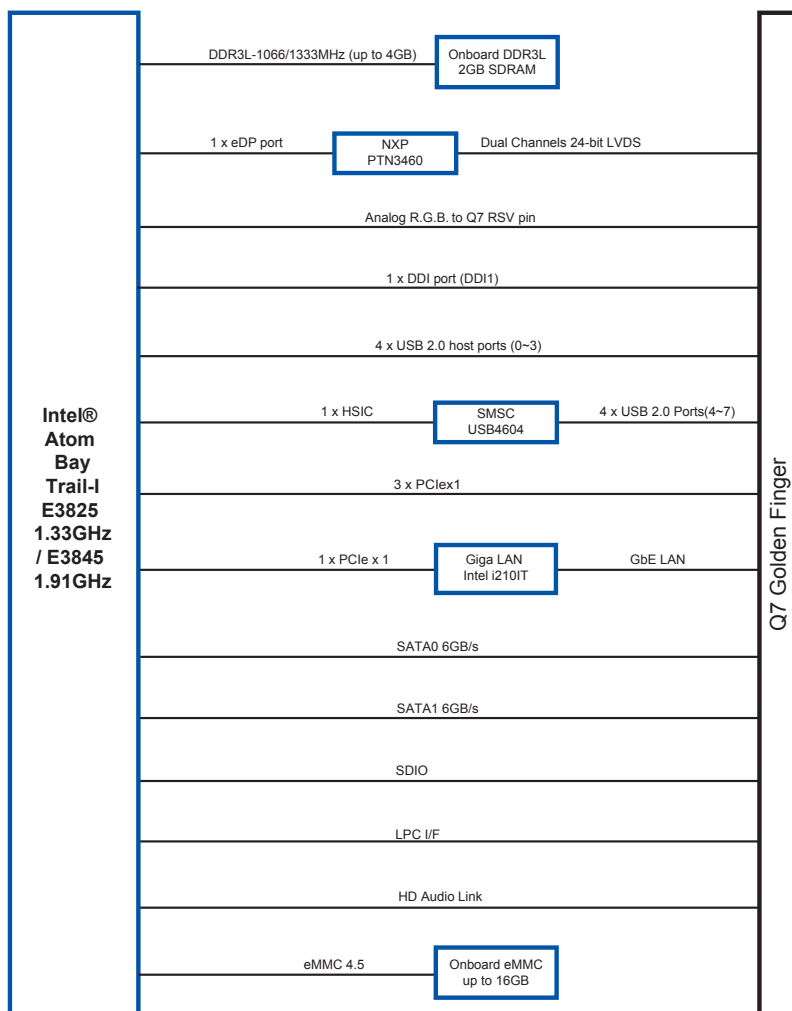 DDR3L-1066/1333MHz (up to 4GB)
Onboard DDR3L
2GB SDRAM
1 x eDP port
NXP
PTN3460
Dual Channels 24-bit LVDS
Analog R.G.B. to Q7 RSV pin
1 x DDI port (DDI1)
4 x USB 2.0 host ports (0~3)
Intel®
Atom
Bay
Trail-I
E3825
1.33GHz
/ E3845
1.91GHz
1 x HSIC
SMSC
USB4604
4 x USB 2.0 Ports(4~7)
3 x PCIex1
1 x PCIe x 1
Giga LAN
Intel i210IT
GbE LAN
Q7 Golden Finger
SATA0 6GB/s
SATA1 6GB/s
SDIO
LPC I/F
HD Audio Link
eMMC 4.5
Onboard eMMC
up to 16GB